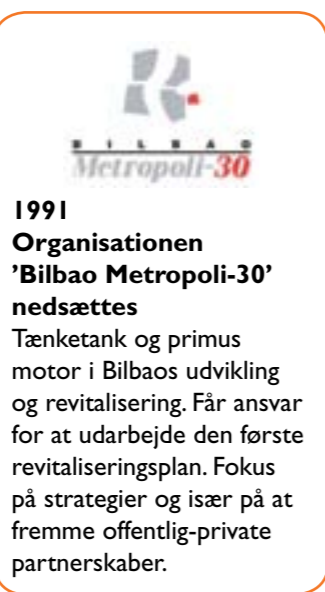 BILBAO
Metropoli-30
1991
Organisationen
’Bilbao Metropoli-30’
nedsættes
Tænketank og primus
motor i Bilbaos udvikling
og revitalisering. Får ansvar
for at udarbejde den første
revitaliseringsplan. Fokus
på strategier og især på at
fremme offentlig-private
partnerskaber.